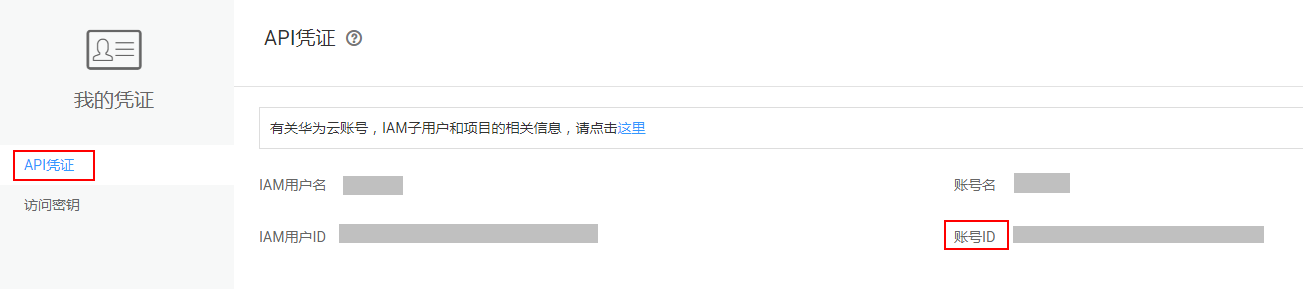 API凭证
我的凭证
有关华为云账号，IAM子用户和项目的相关信息，请点击这里
API凭证
访问密钥
IAM用户名
账号名
IAM用户ID
账号ID